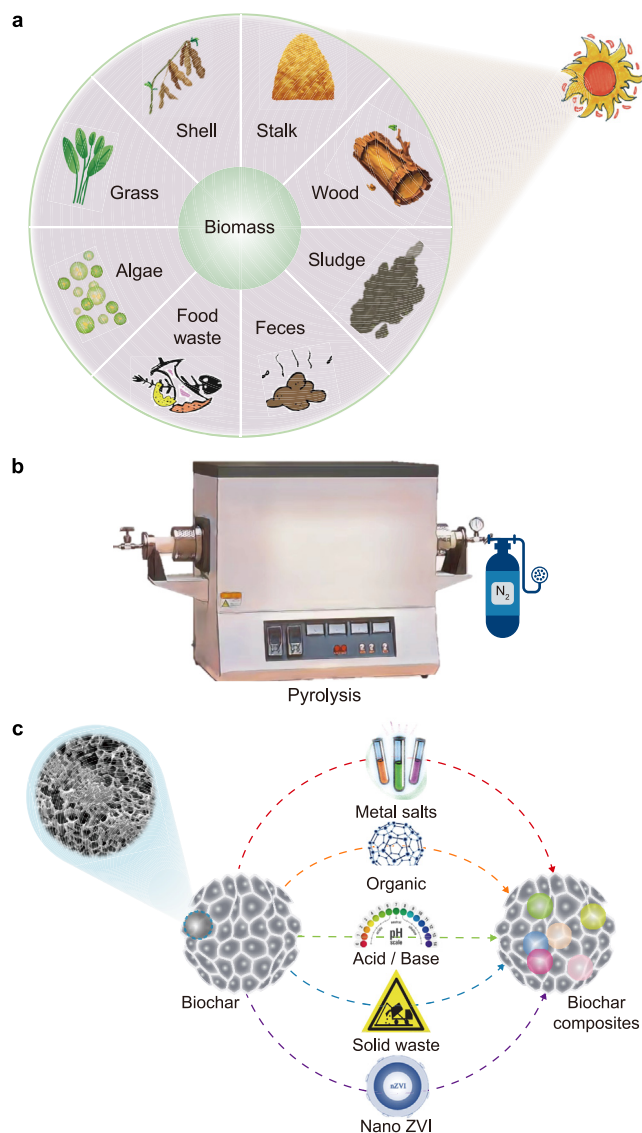 a
Shell
Stalk
Grass
Wood
Biomass
Algae
Sludge
Food
waste
Feces
b
N2
Pyrolysis
c
Metal salts
Organic
pH
scale
Acid / Base
Biochar
Biochar
composites
Solid waste
nZVI
Nano ZVI